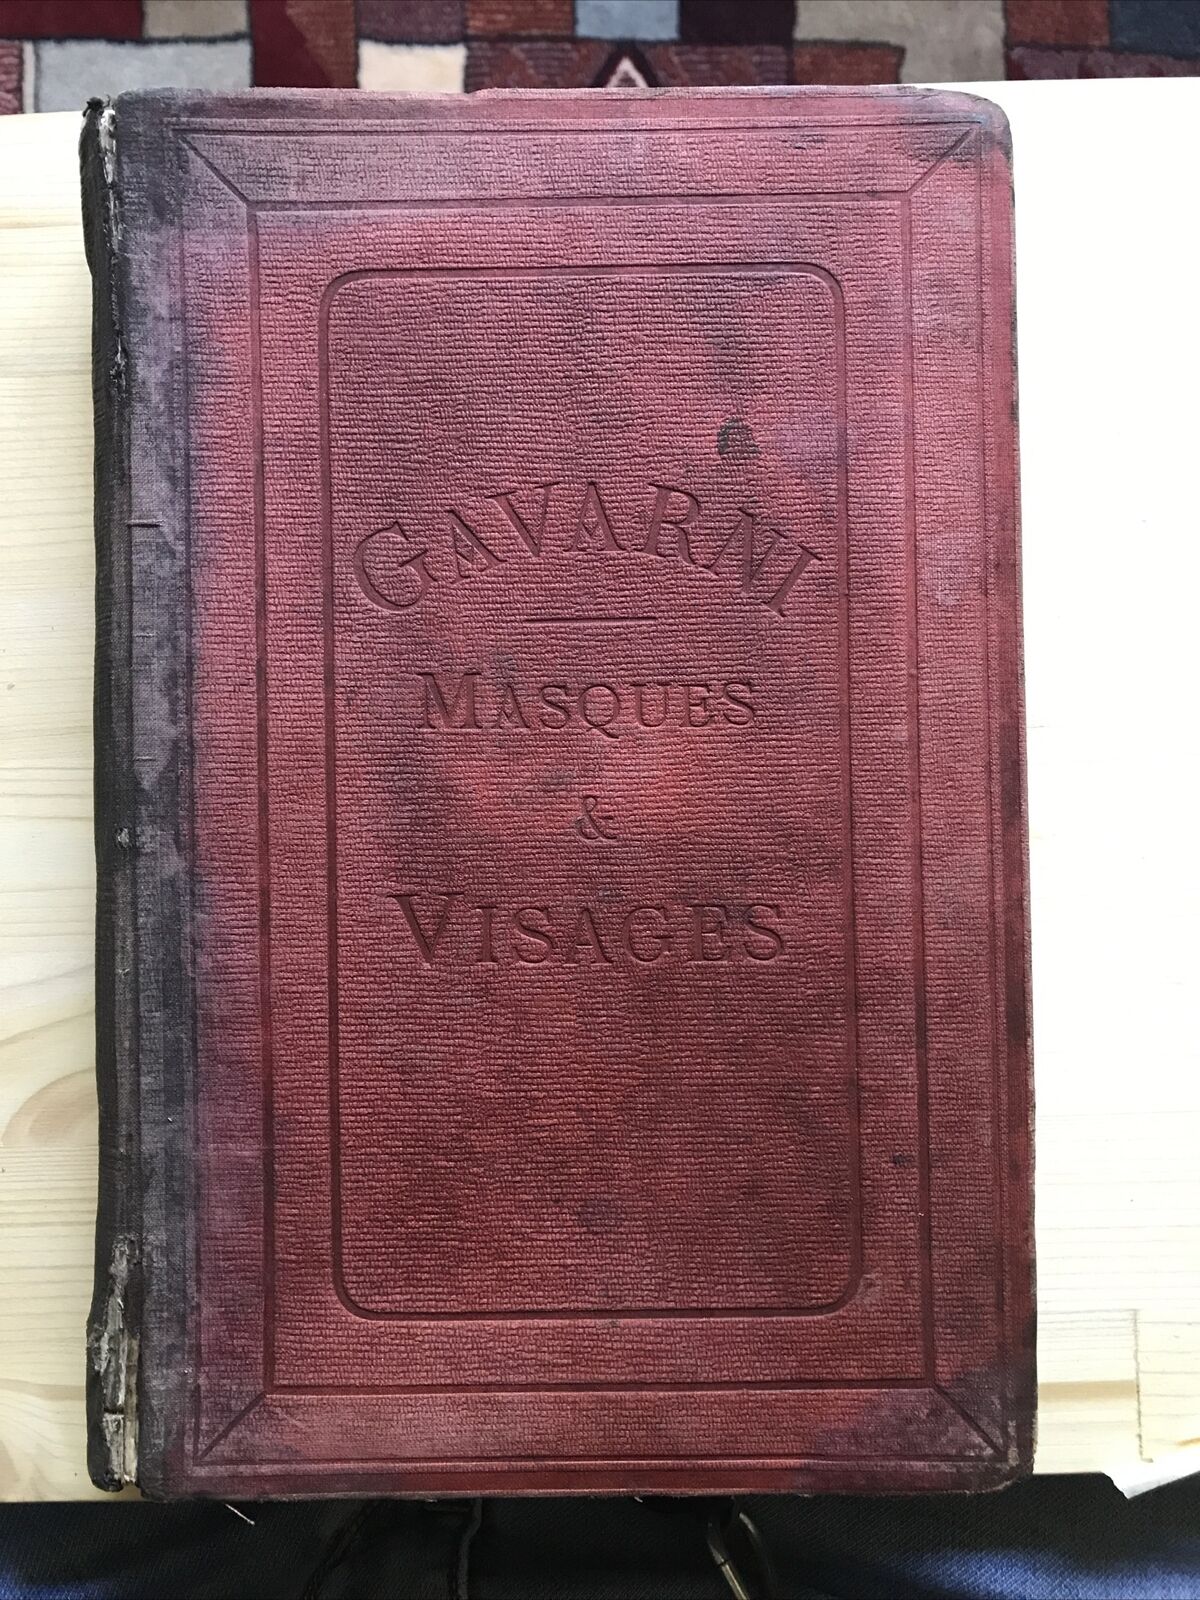 GAVARNI
MASQUES
&
VISAGES